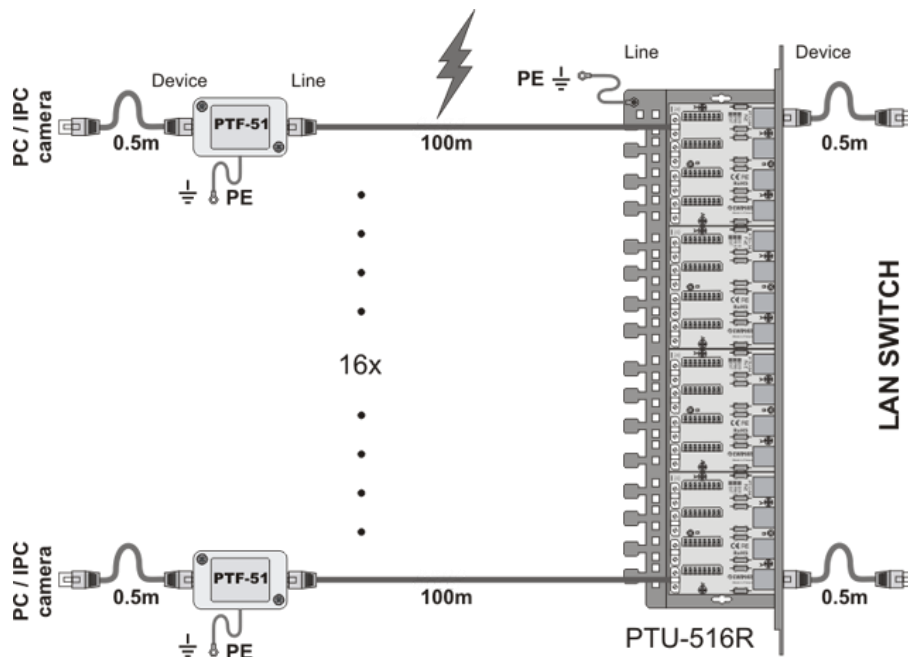 Line
Device
Device
Line
PE
PC / IPC
camera
PTF-51
0.5m
100m
0.5m
PE
16x
LAN SWITCH
PC / IPC
camera
PTF-51
0.5m
100m
0.5m
PE
PTU-516R